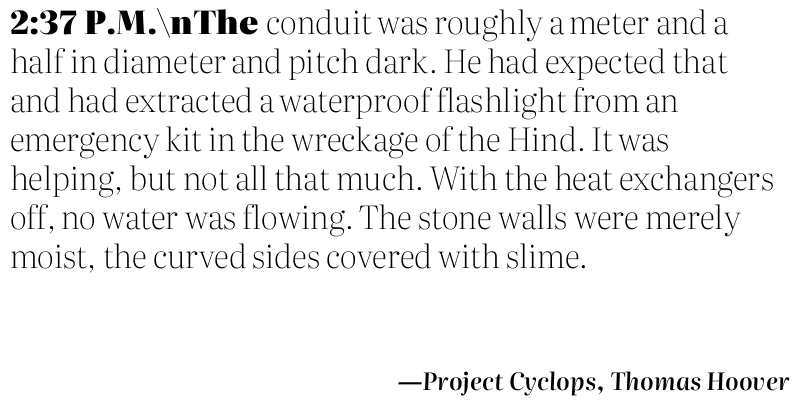 2:37 P.M.\nThe conduit was roughly a meter and a
half in diameter and pitch dark. He had expected that
and had extracted a waterproof flashlight from an
emergency kit in the wreckage of the Hind. It was
helping, but not all that much. With the heat exchangers
off, no water was flowing. The stone walls were merely
moist, the curved sides covered with slime.
—Project Cyclops, Thomas Hoover